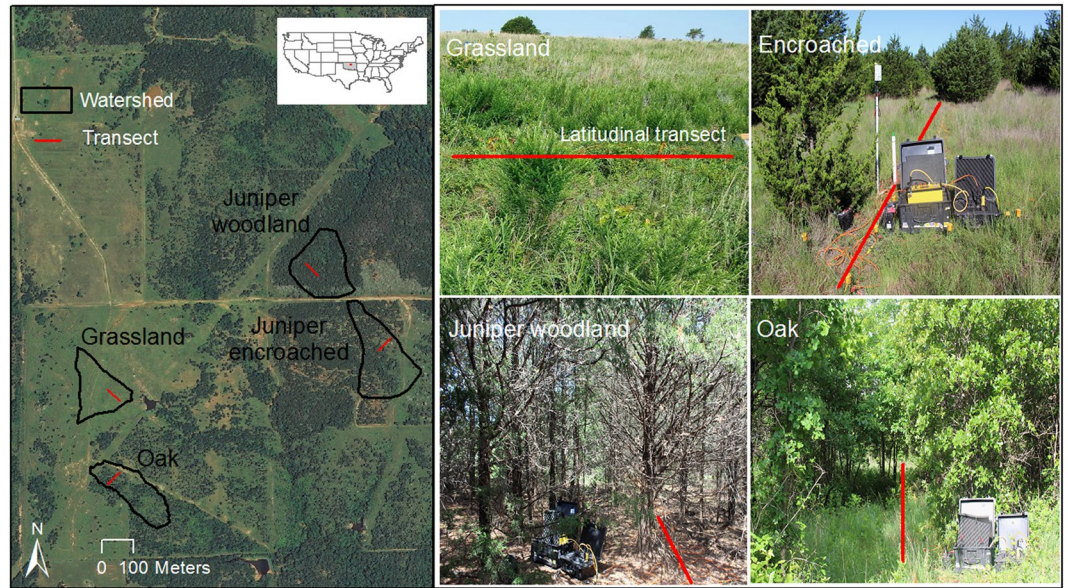 Watershed
Transect
Juniper
woodland
Grassland
Juniper
encroached
Oak
N
0 100 Meters
Grassland
Latitudinal transect
Encroached
Juniper woodland
Oak